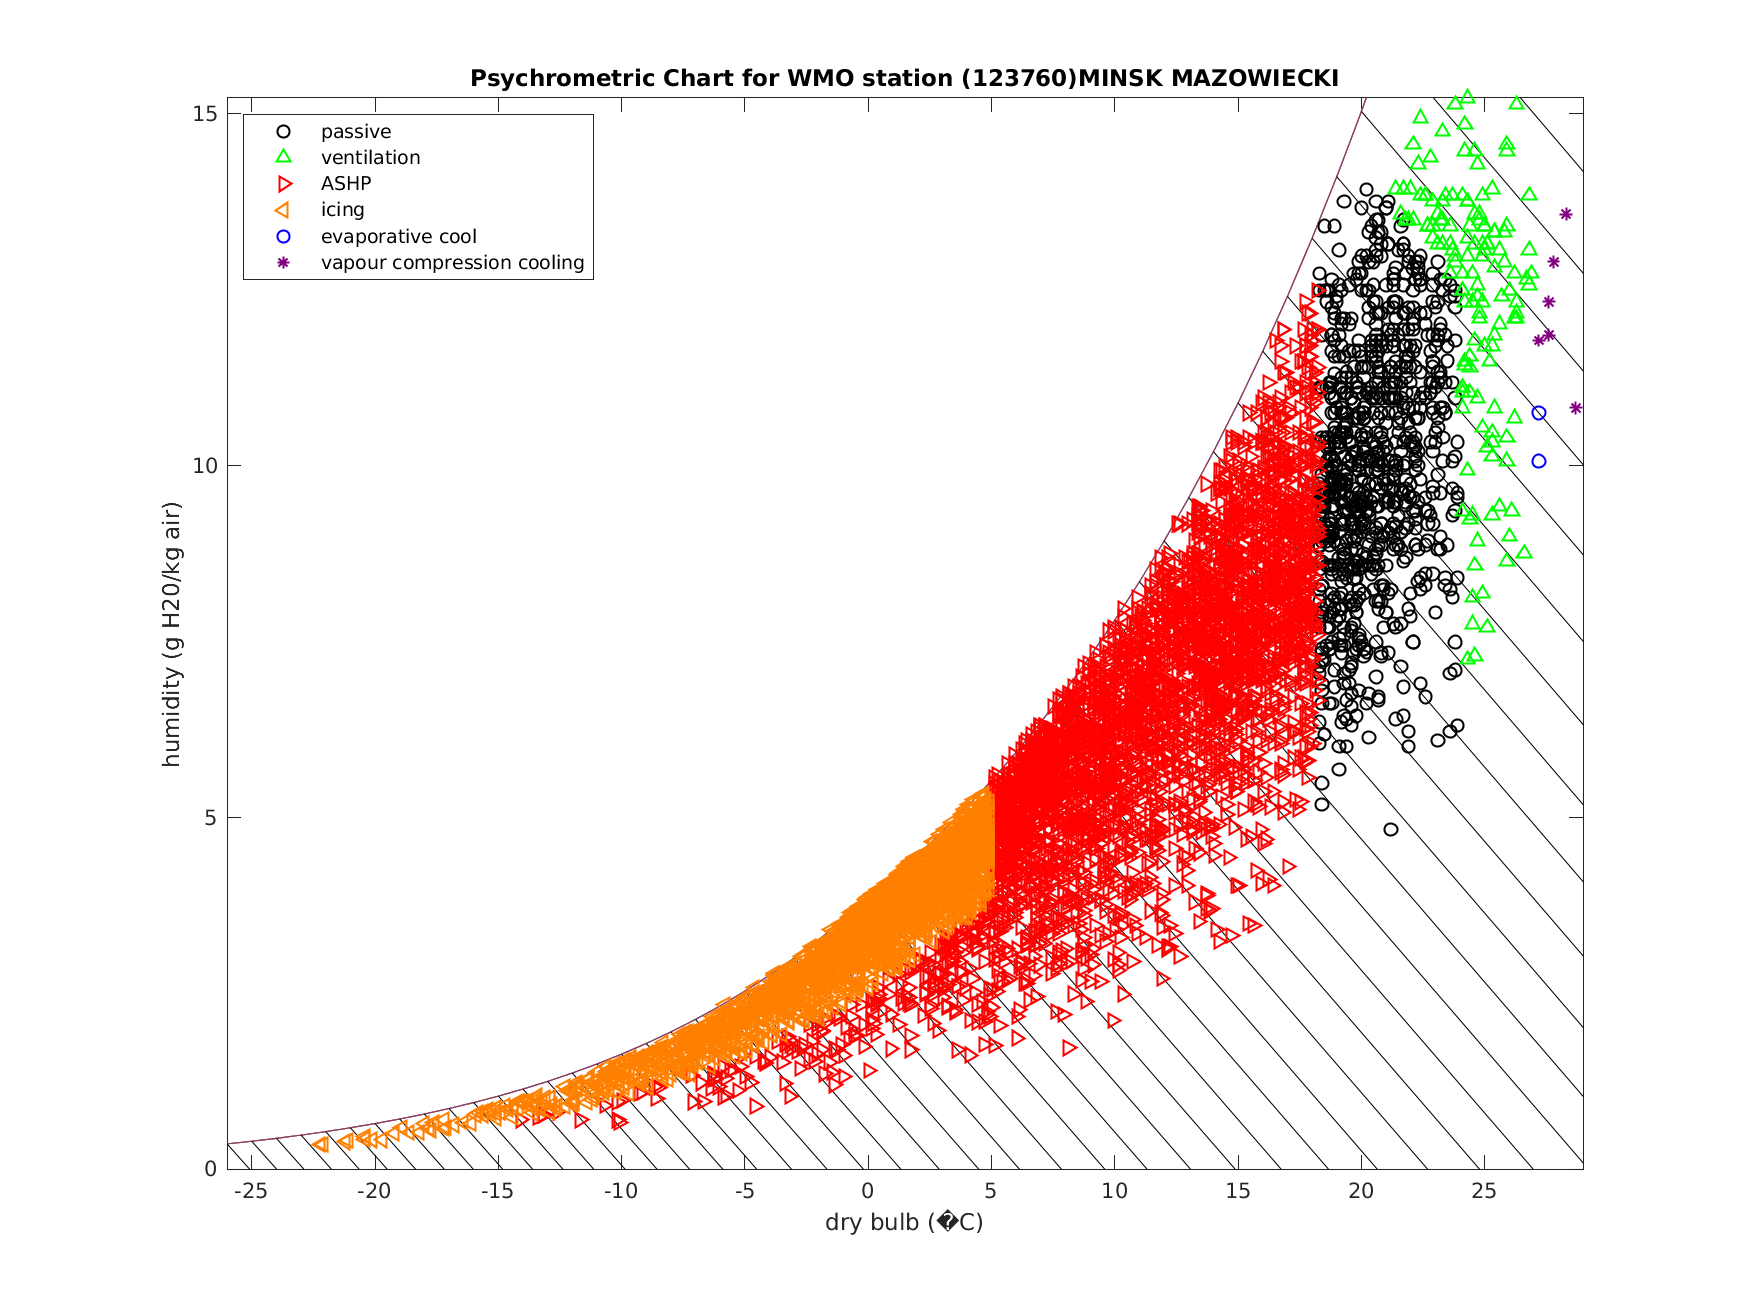 Psychrometric Chart for WMO station (123760)MINSK MAZOWIECKI
passive
ventilation
ASHP
icing
evaporative cool
vapour compression cooling
humidity (g H20/kg air)
15
10
5
0
-25 -20 -15 -10 -5 0 5 10 15 20 25
dry bulb (�C)